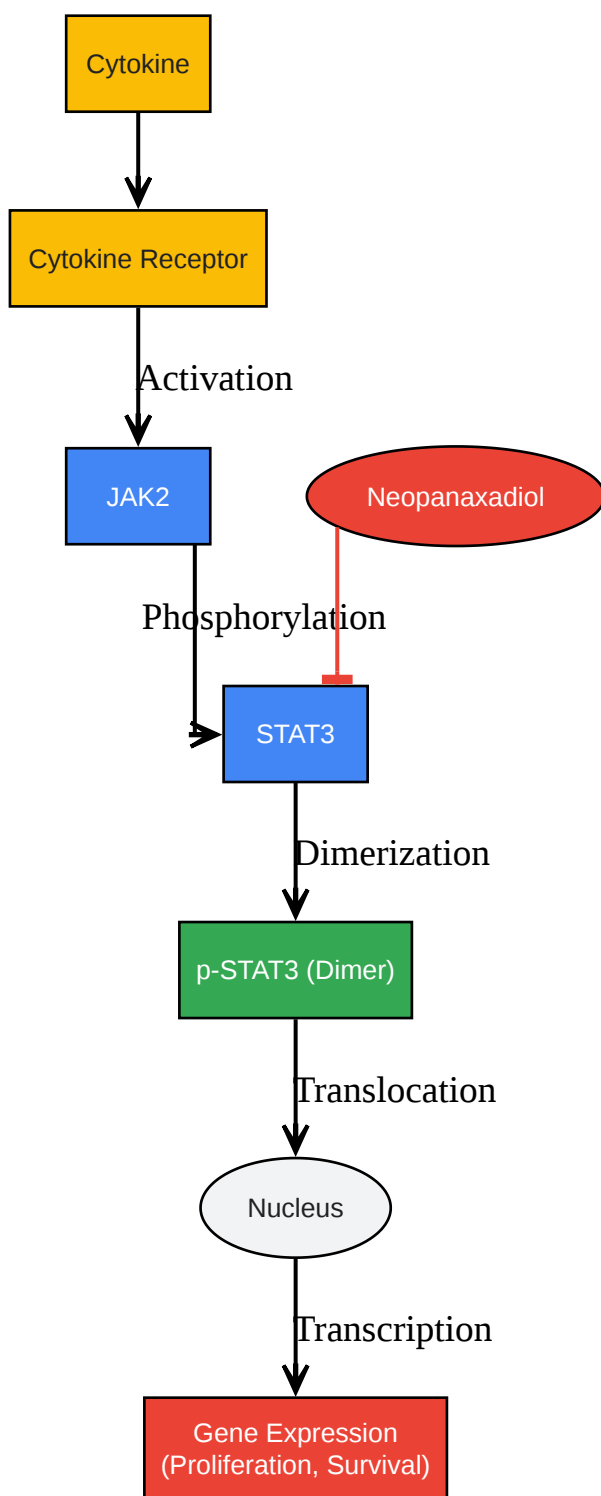 Cytokine
Cytokine Receptor
Activation
JAK2
Neopanaxadiol
Phosphorylation
STAT3
Dimerization
p-STAT3 (Dimer)
Translocation
Nucleus
Transcription
Gene Expression
(Proliferation, Survival)